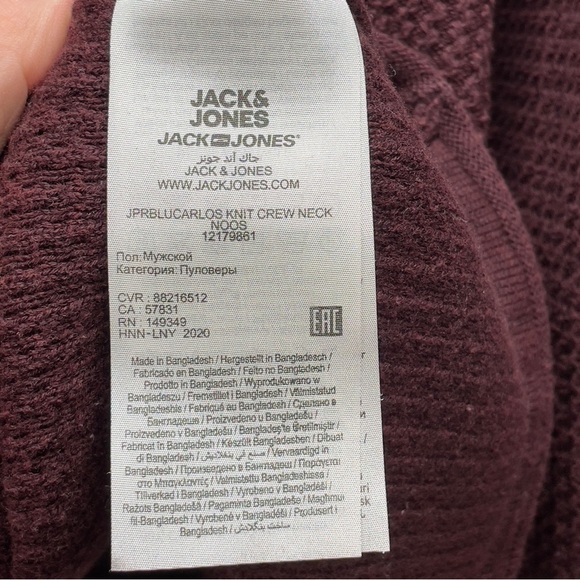 JACK&
JONES
JACK JONES®
جاك أند جونز
JACK & JONES
WWW.JACKJONES.COM
JPRBLUCARLOS KNIT CREW NECK
NOOS
12179861
Пол: Мужской
Категория: Пуловеры
CVR : 88216512
CA : 57831
RN : 149349
HNN-LNY 2020
EAC
Made in Bangladesh / Hergestellt in Bangladesch /
Fabricado en Bangladesh / Feito no Bangladesh /
Prodotto in Bangladesh / Wyprodukowano w
Bangladeszu / Fremstillet i Bangladesh / Valmistatud
Bangladeshis / Fabriqué au Bangladesh / Сделано в
Бангладеше / Proizvedeno u Bangladešu /
Proizvedeno v Bangladešu / Bangladeş'te Üretilmiştir /
Fabricat în Bangladesh / Készült Bangladesben / Dibuat
di Bangladesh / صنع في بنغلاديش / Vervaardigd in
Bangladesh / Произведено в Бангладеш / Παράγεται
στο Μπαγκλαντές / Valmistettu Bangladeshissa /
Tillverkad i Bangladesh / Vyrobeno v Bangladéši /
Ražots Bangladešā / Pagaminta Bangladeše / Maghmul
fil-Bangladesh / Vyrobené v Bangladéši / Produsert i
Bangladesh / ساخت بنگلادش